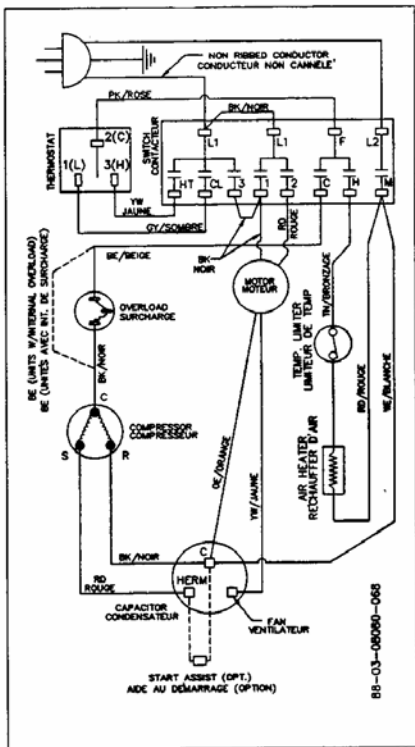 NON RIBBED CONDUCTOR
CONDUCTEUR NON CANNELE'
PK/ROSE
BK/NOIR
THERMOSTAT
2(C)
1(L)
3(H)
SWITCH
CONTACTEUR
L1
L1
F
L2
HT
CL
3
1
2
C
H
M
YW
JAUNE
GY/SOMBRE
BK
NOIR
RD
ROUGE
BE/BEIGE
BE (UNITS W/INTERNAL OVERLOAD)
BE (UNITÉS AVEC INT. DE SURCHARGE)
OVERLOAD
SURCHARGE
MOTOR
MOTEUR
TN/BRONZAGE
TEMP. LIMITER
LIMITEUR DE TEMP
BK/NOIR
C
COMPRESSOR
COMPRESSEUR
S
R
OE/ORANGE
YW/JAUNE
AIR HEATER
RECHAUFFER D'AIR
RD/ROUGE
WE/BLANCHE
BK/NOIR
C
RD
ROUGE
HERM
CAPACITOR
CONDENSATEUR
FAN
VENTILATEUR
START ASSIST (OPT.)
AIDE AU DÉMARRAGE (OPTION)
88-03-08060-068